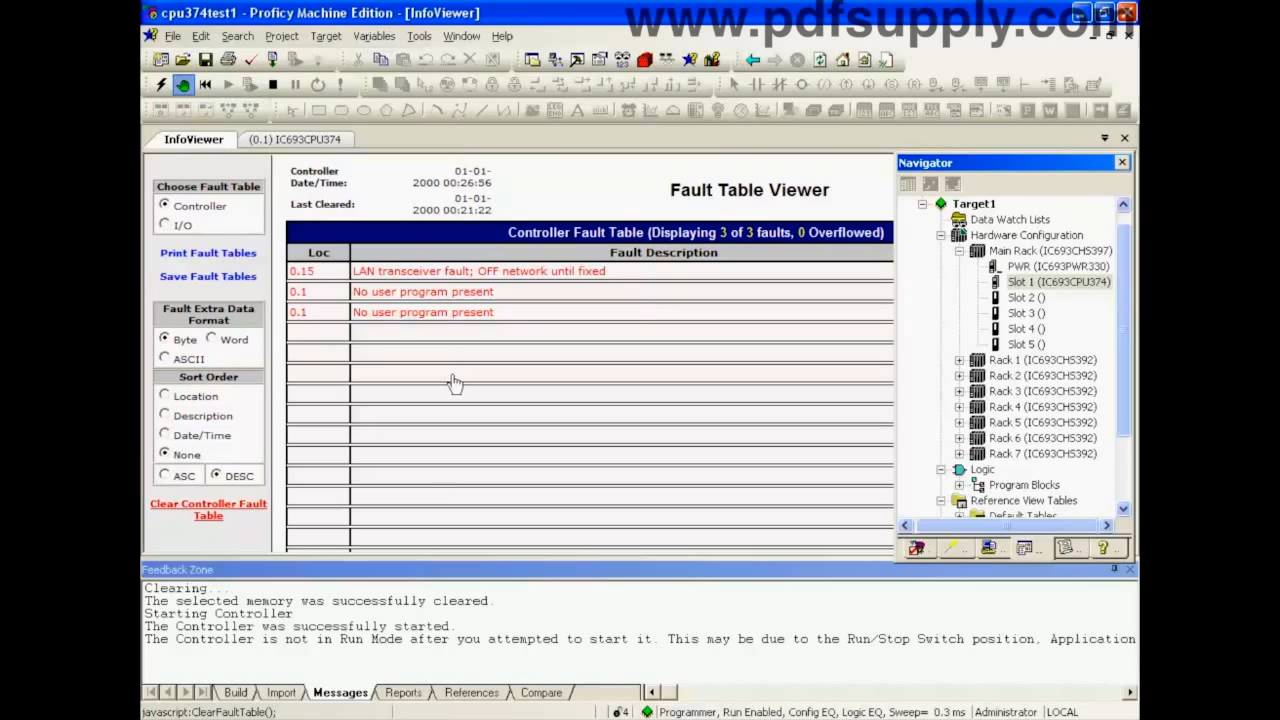 cpu374test1 - Proficy Machine Edition - [InfoViewer]
www.pdfsupply.com
File Edit Search Project Target Variables Tools Window Help
InfoViewer
(0.1) IC693CPU374
Choose Fault Table
Controller
I/O
Print Fault Tables
Save Fault Tables
Fault Extra Data
Format
Byte Word
ASCII
Sort Order
Location
Description
Date/Time
None
ASC DESC
Clear Controller Fault
Table
Controller
Date/Time:
01-01-
2000 00:26:56
Last Cleared:
01-01-
2000 00:21:22
Fault Table Viewer
Controller Fault Table (Displaying 3 of 3 faults, 0 Overflowed)
Loc Fault Description
0.15 LAN transceiver fault; OFF network until fixed
0.1 No user program present
0.1 No user program present
Navigator
Target1
Data Watch Lists
Hardware Configuration
Main Rack (IC693CHS397)
PWR (IC693PWR330)
Slot 1 (IC693CPU374)
Slot 2 ()
Slot 3 ()
Slot 4 ()
Slot 5 ()
Rack 1 (IC693CHS392)
Rack 2 (IC693CHS392)
Rack 3 (IC693CHS392)
Rack 4 (IC693CHS392)
Rack 5 (IC693CHS392)
Rack 6 (IC693CHS392)
Rack 7 (IC693CHS392)
Logic
Program Blocks
Reference View Tables
Default Tables
Feedback Zone
Clearing...
The selected memory was successfully cleared.
Starting Controller
The Controller was successfully started.
The Controller is not in Run Mode after you attempted to start it. This may be due to the Run/Stop Switch position, Application
Build Import Messages Reports References Compare
javascript:ClearFaultTable();
4 Programmer, Run Enabled, Config EQ, Logic EQ, Sweep= 0.3 ms Administrator LOCAL